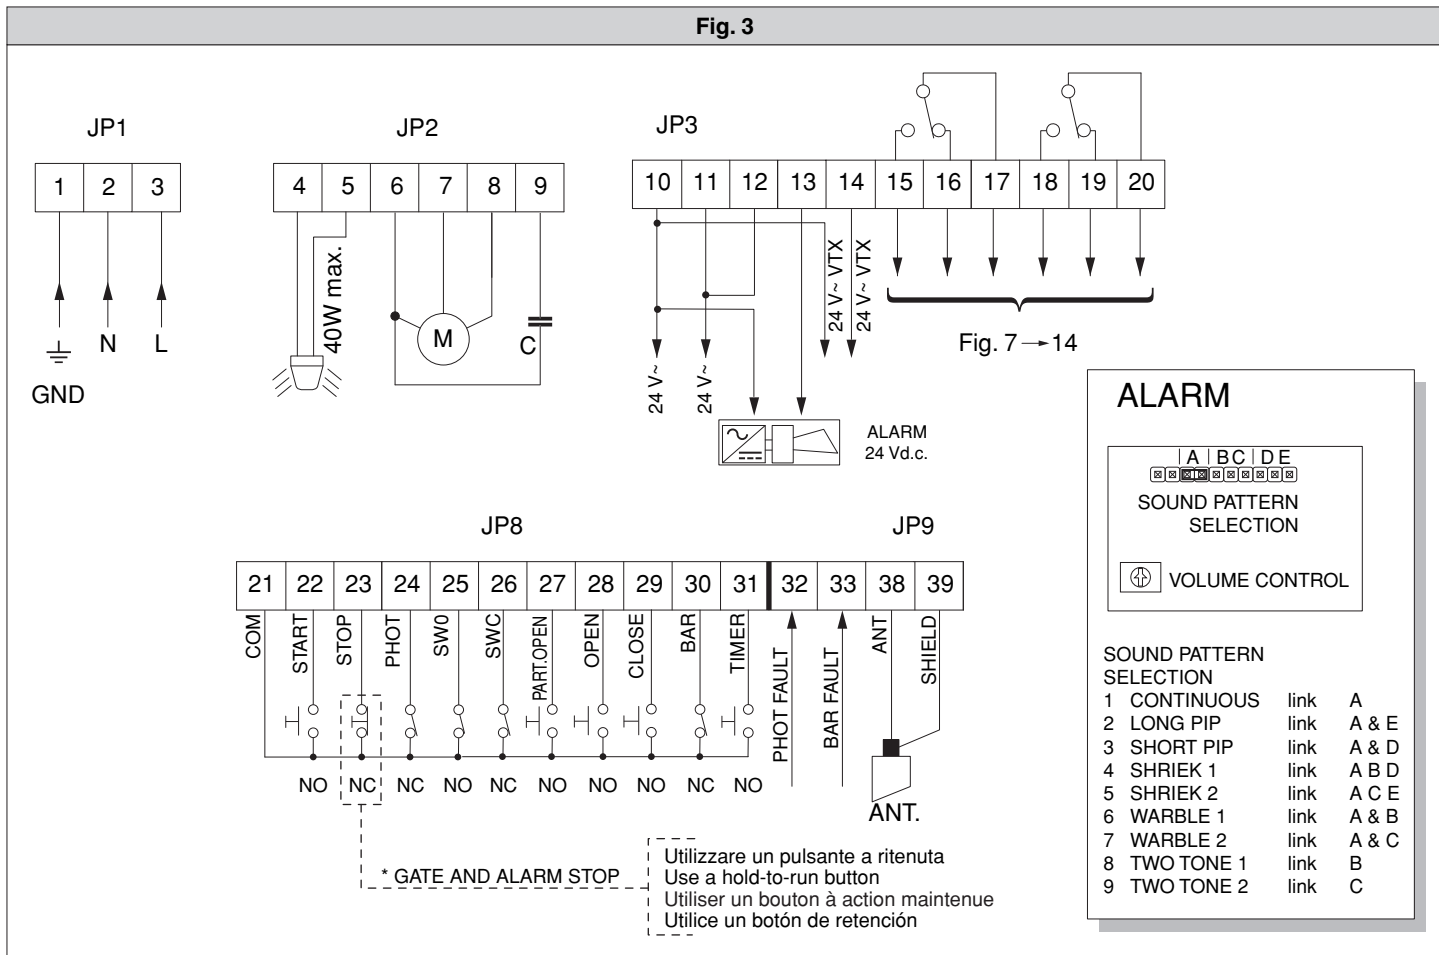 Fig. 3
JP1
1 2 3
GND
N
L
JP2
4 5 6 7 8 9
40W max.
M
C
JP3
10 11 12 13 14 15 16 17 18 19 20
24 V~
24 V~
24 V~ VTX
24 V~ VTX
Fig. 7 → 14
ALARM
24 Vd.c.
JP8
JP9
21 22 23 24 25 26 27 28 29 30 31 32 33 38 39
COM
START
STOP
PHOT
SW0
SWC
PART.OPEN
OPEN
CLOSE
BAR
TIMER
PHOT FAULT
BAR FAULT
ANT
SHIELD
NO NC NC NO NC NO NO NO NC NO
ANT.
* GATE AND ALARM STOP
Utilizzare un pulsante a ritenuta
Use a hold-to-run button
Utiliser un bouton à action maintenue
Utilice un botón de retención
ALARM
A B C D E
SOUND PATTERN
SELECTION
VOLUME CONTROL
SOUND PATTERN
SELECTION
1 CONTINUOUS link A
2 LONG PIP link A & E
3 SHORT PIP link A & D
4 SHRIEK 1 link A B D
5 SHRIEK 2 link A C E
6 WARBLE 1 link A & B
7 WARBLE 2 link A & C
8 TWO TONE 1 link B
9 TWO TONE 2 link C